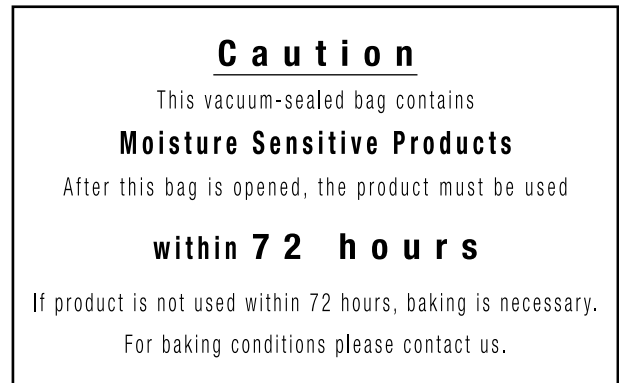 Caution
This vacuum-sealed bag contains
Moisture Sensitive Products
After this bag is opened, the product must be used
within 72 hours
If product is not used within 72 hours, baking is necessary.
For baking conditions please contact us.